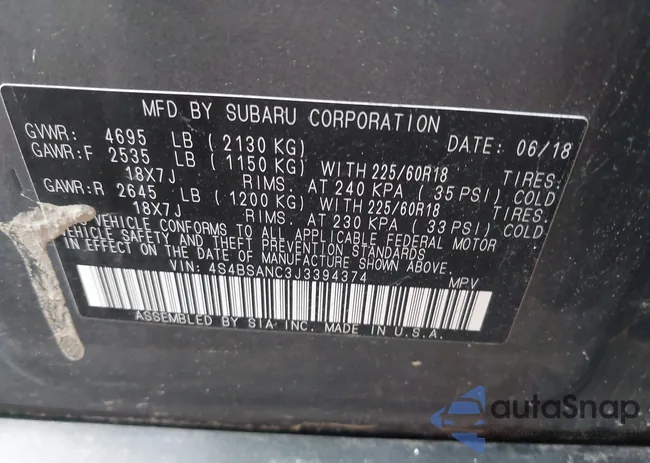 MFD BY SUBARU CORPORATION
GVWR: 4695 LB (2130 KG) DATE: 06/18
GAWR:F 2535 LB (1150 KG) WITH 225/60R18 TIRES:
18X7J RIMS. AT 240 KPA (35 PSI) COLD
GAWR:R 2645 LB (1200 KG) WITH 225/60R18 TIRES.
18X7J RIMS. AT 230 KPA (33 PSI) COLD
VEHICLE CONFORMS TO ALL APPLICABLE FEDERAL MOTOR
VEHICLE SAFETY AND THEFT PREVENTION STANDARDS
IN EFFECT ON THE DATE OF MANUFACTURE SHOWN ABOVE.
VIN: 4S4BSANC3J3394374 MPV
ASSEMBLED BY SIA INC. MADE IN U.S.A.
autaSnap